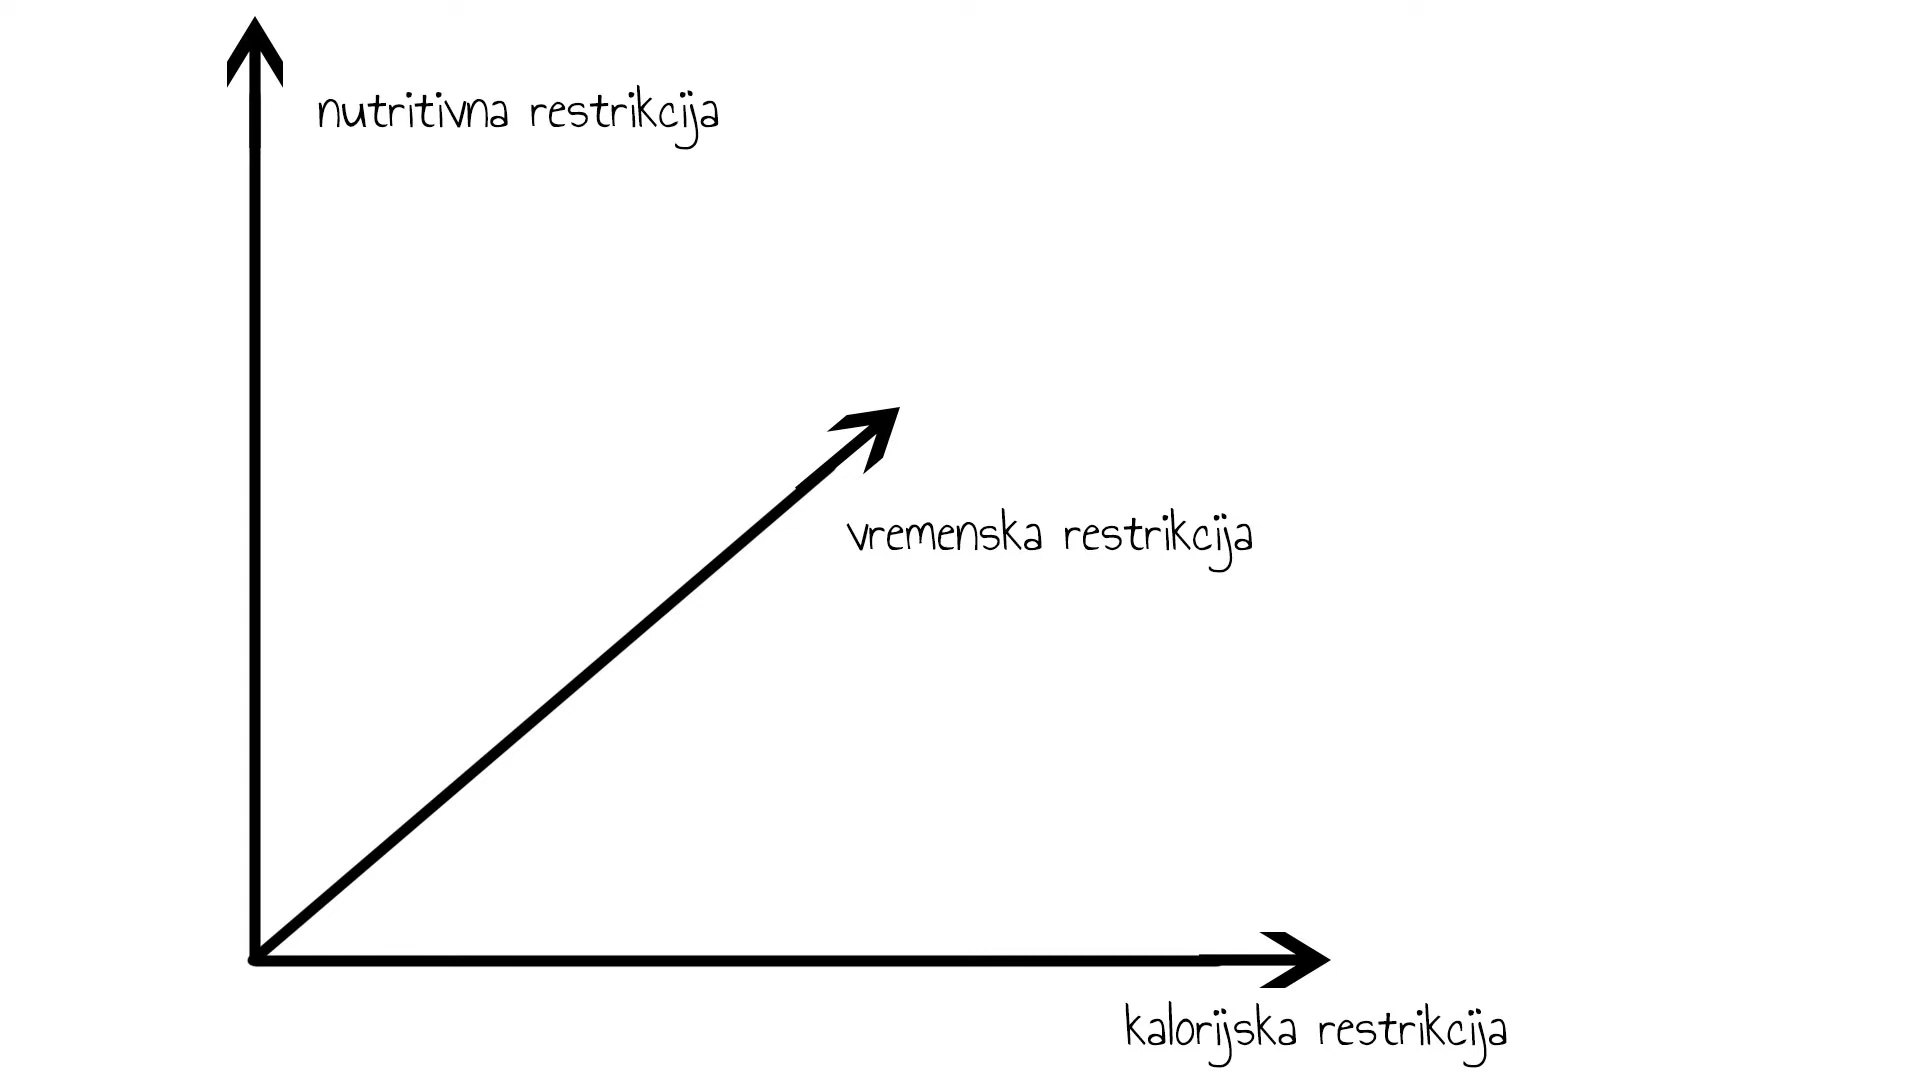 nutritivna restrikcija
vremenska restrikcija
kalorijska restrikcija